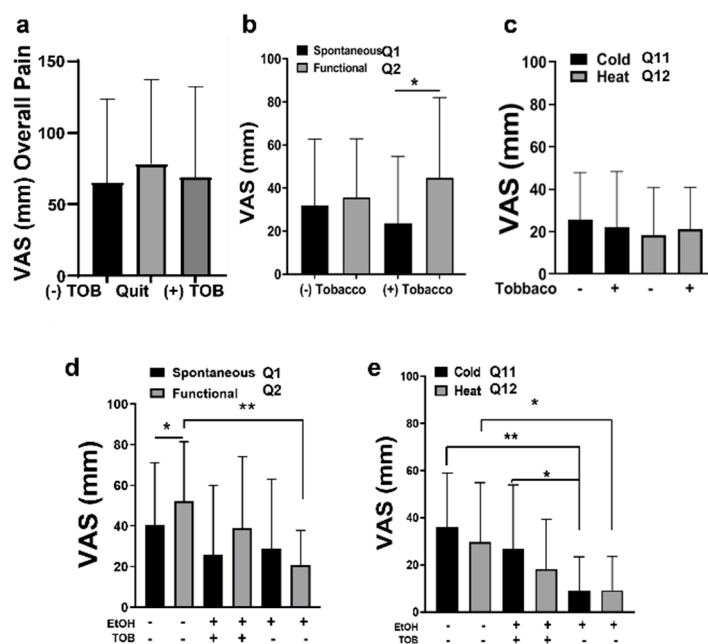 a
VAS (mm) Overall Pain
150
100
50
0
(-) TOB Quit (+) TOB
b
Spontaneous Q1
Functional Q2
VAS (mm)
100
80
60
40
20
0
*
(-) Tobacco (+) Tobacco
c
Cold Q11
Heat Q12
VAS (mm)
100
80
60
40
20
0
Tobbaco - + - +
d
Spontaneous Q1
Functional Q2
VAS (mm)
100
80
60
40
20
0
*
**
EtOH - - + + + +
TOB - - + + - -
e
Cold Q11
Heat Q12
VAS (mm)
100
80
60
40
20
0
*
**
*
EtOH - - + + + +
TOB - - + + - -